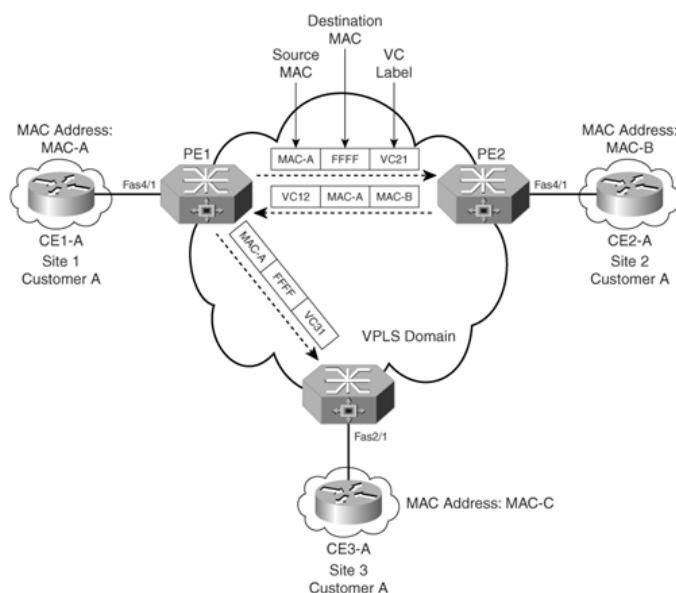 Destination
MAC
Source
MAC
VC
Label
MAC Address:
MAC-A
PE1
MAC-A FFFF VC21
PE2
MAC Address:
MAC-B
Fas4/1
VC12 MAC-A MAC-B
Fas4/1
CE1-A
Site 1
Customer A
CE2-A
Site 2
Customer A
MAC-A FFFF VC31
VPLS Domain
Fas2/1
MAC Address: MAC-C
CE3-A
Site 3
Customer A